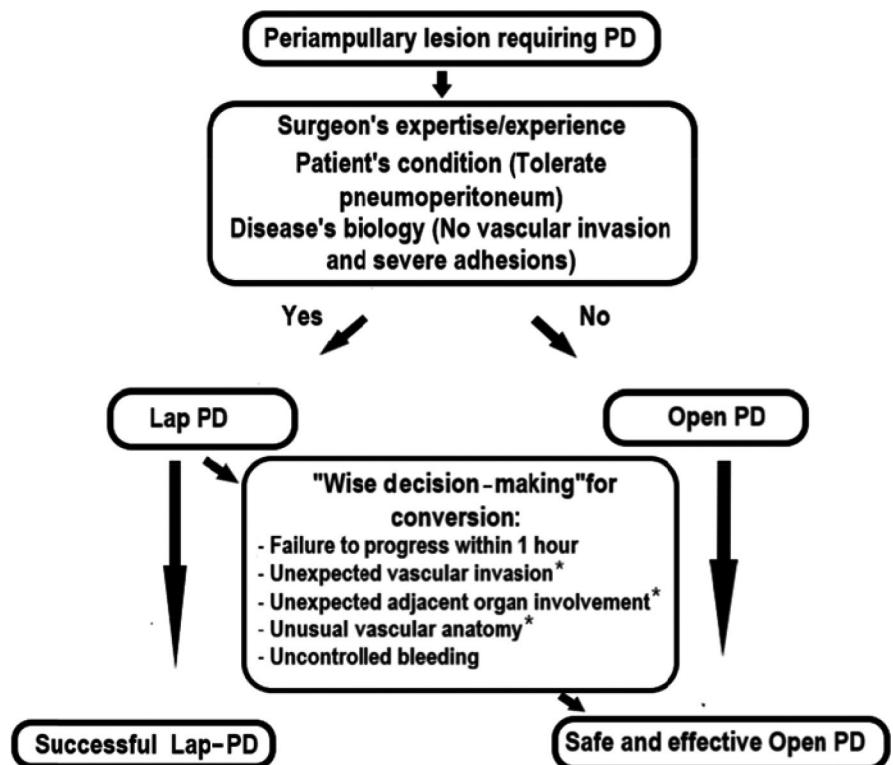 Periampullary lesion requiring PD
Surgeon's expertise/experience
Patient's condition (Tolerate
pneumoperitoneum)
Disease's biology (No vascular invasion
and severe adhesions)
Yes
No
Lap PD
Open PD
"Wise decision-making"for
conversion:
- Failure to progress within 1 hour
- Unexpected vascular invasion*
- Unexpected adjacent organ involvement*
- Unusual vascular anatomy*
- Uncontrolled bleeding
Successful Lap-PD
Safe and effective Open PD